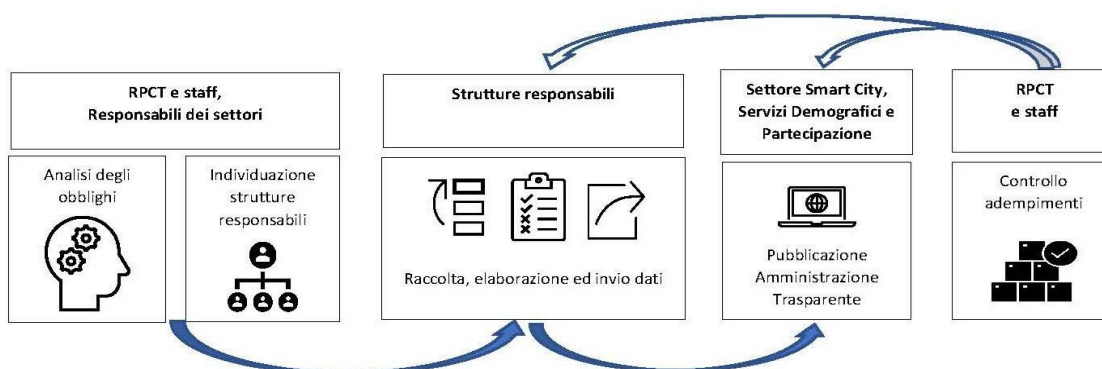 RPCT e staff,
Responsabili dei settori
Analisi degli
obblighi
Individuazione
strutture
responsabili
Strutture responsabili
Raccolta, elaborazione ed invio dati
Settore Smart City,
Servizi Demografici e
Partecipazione
Pubblicazione
Amministrazione
Trasparente
RPCT
e staff
Controllo
adempimenti